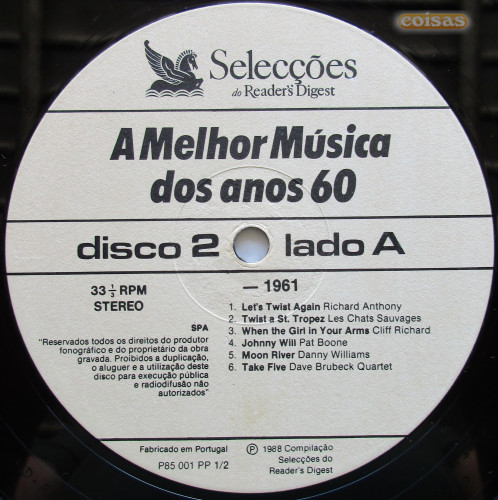 coisas
Selecções
do Reader's Digest
A Melhor Música
dos anos 60
disco 2 lado A
33 1/3 RPM
STEREO
— 1961
1. Let's Twist Again Richard Anthony
2. Twist a St. Tropez Les Chats Sauvages
3. When the Girl in Your Arms Cliff Richard
4. Johnny Will Pat Boone
5. Moon River Danny Williams
6. Take Five Dave Brubeck Quartet
SPA
"Reservados todos os direitos do produtor
fonográfico e do proprietário da obra
gravada. Proibidos a duplicação,
o aluguer e a utilização deste
disco para execução pública
e radiodifusão não
autorizados"
Fabricado em Portugal
P85 001 PP 1/2
Ⓟ 1988 Compilação
Selecções do
Reader's Digest